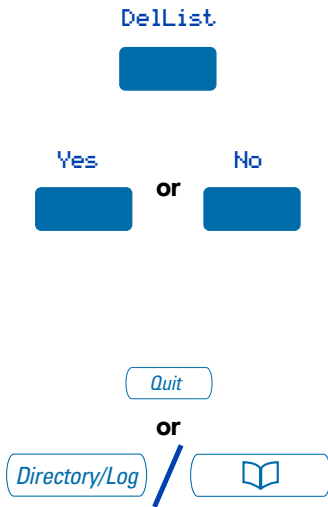 DelList
Yes or No
Quit
or
Directory/Log /